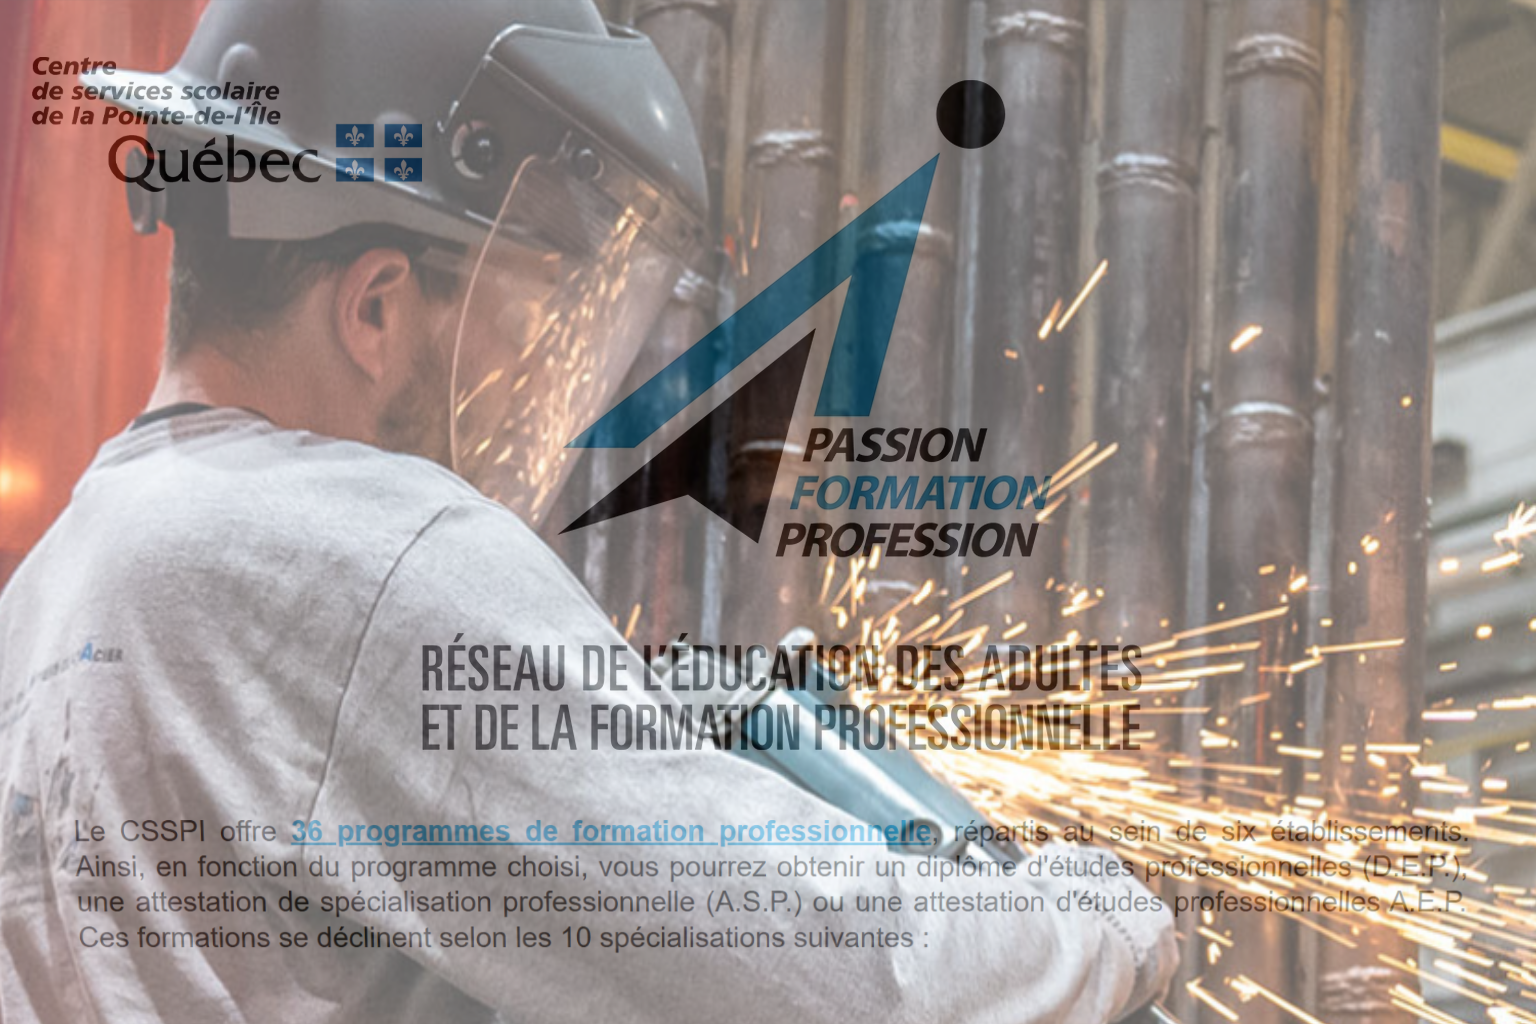 Centre
de services scolaire
de la Pointe-de-l'Île
Québec
PASSION
FORMATION
PROFESSION
RÉSEAU DE L'ÉDUCATION DES ADULTES
ET DE LA FORMATION PROFESSIONNELLE
ACIER
Le CSSPI offre 36 programmes de formation professionnelle, répartis au sein de six établissements.
Ainsi, en fonction du programme choisi, vous pourrez obtenir un diplôme d'études professionnelles (D.E.P.),
une attestation de spécialisation professionnelle (A.S.P.) ou une attestation d'études professionnelles A.E.P.
Ces formations se déclinent selon les 10 spécialisations suivantes :